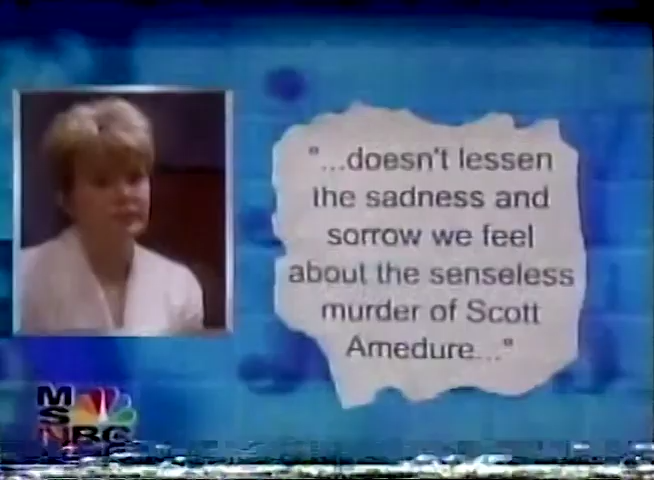 "...doesn't lessen
the sadness and
sorrow we feel
about the senseless
murder of Scott
Amedure..."
MSNBC